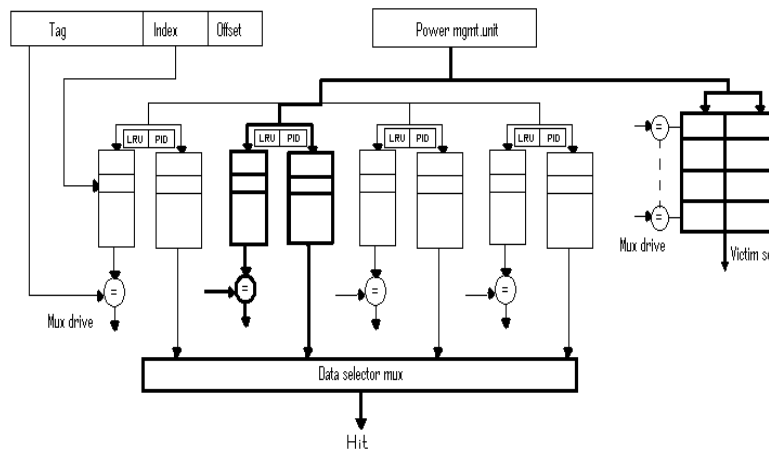 Tag Index Offset
Power mgmt.unit
LRU PID LRU PID LRU PID LRU PID
=
=
Mux drive
Victim se
= = = =
Mux drive
Data selector mux
Hit